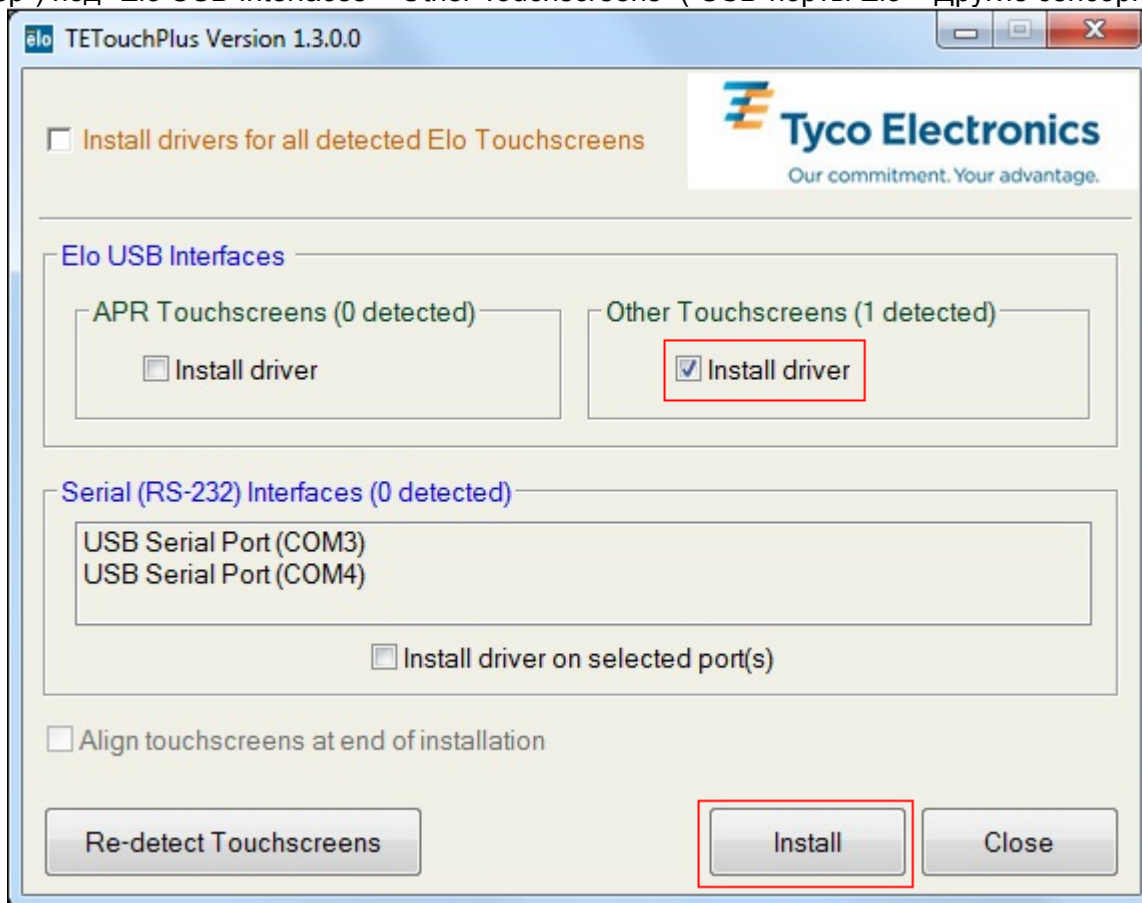 TETouchPlus Version 1.3.0.0
elo
Install drivers for all detected Elo Touchscreens
Tyco Electronics
Our commitment. Your advantage.
Elo USB Interfaces
APR Touchscreens (0 detected)
Install driver
Other Touchscreens (1 detected)
Install driver
Serial (RS-232) Interfaces (0 detected)
USB Serial Port (COM3)
USB Serial Port (COM4)
Install driver on selected port(s)
Align touchscreens at end of installation
Re-detect Touchscreens
Install
Close